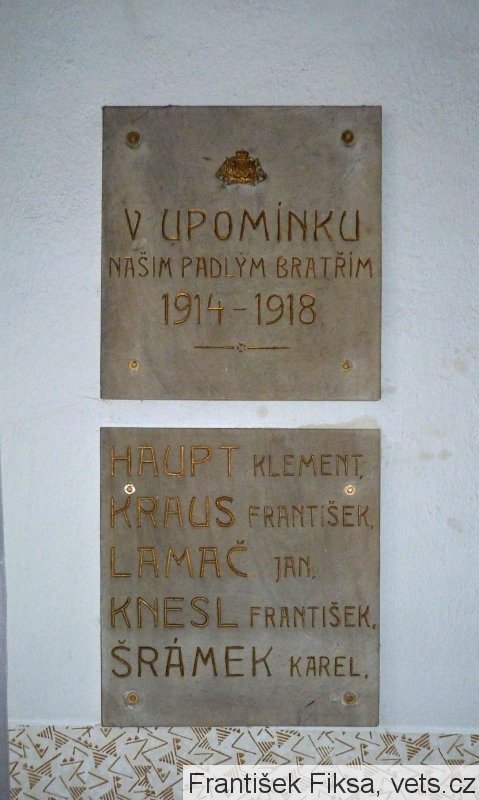 V UPOMÍNKU
NAŠIM PADLÝM BRATŘÍM
1914 – 1918
HAUPT KLEMENT,
KRAUS FRANTIŠEK,
LAMAČ JAN,
KNESL FRANTIŠEK,
ŠRÁMEK KAREL.
František Fiksa, vets.cz